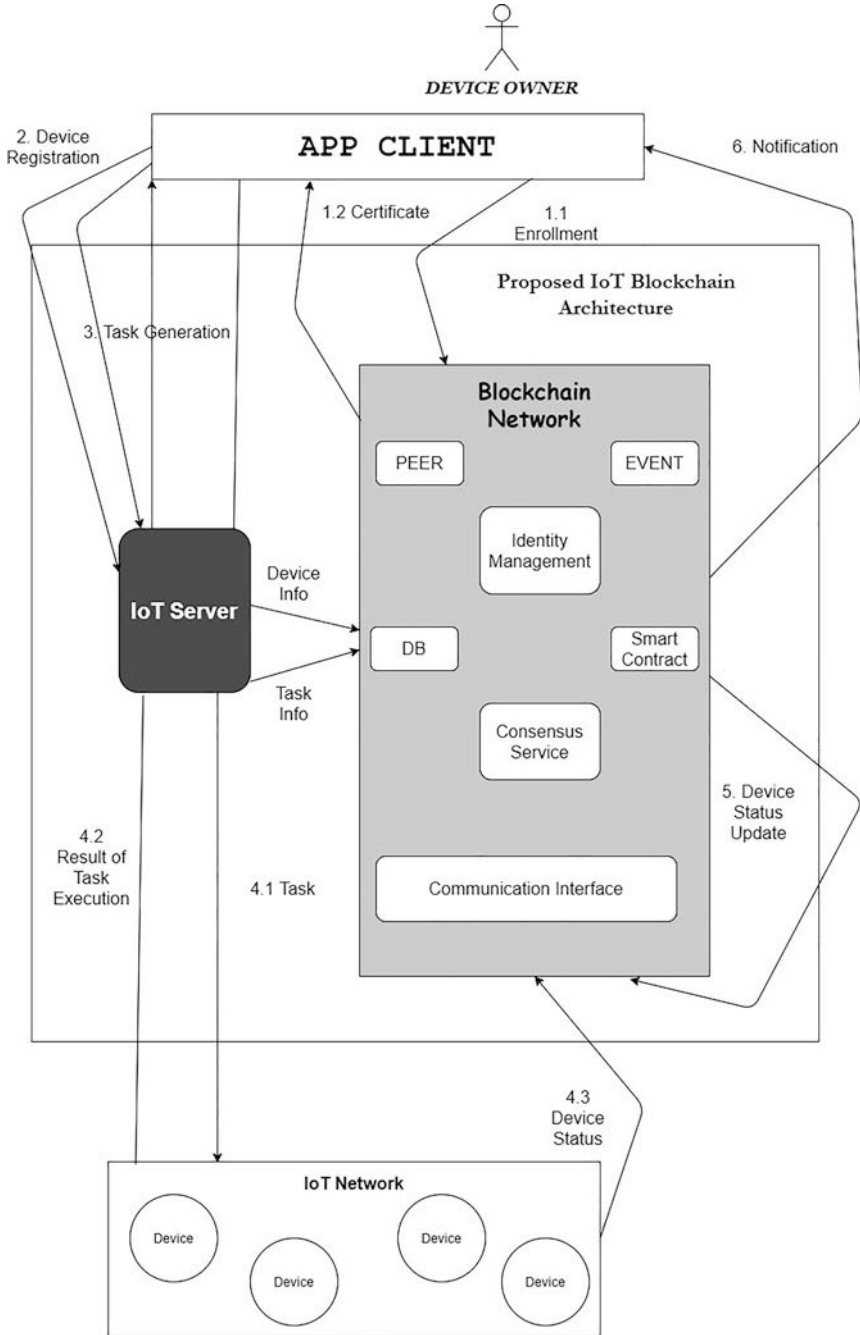 DEVICE OWNER
APP CLIENT
2. Device
Registration
6. Notification
1.2 Certificate
1.1
Enrollment
Proposed IoT Blockchain
Architecture
3. Task Generation
Blockchain
Network
PEER
EVENT
Identity
Management
IoT Server
Device
Info
DB
Smart
Contract
Task
Info
Consensus
Service
5. Device
Status
Update
4.2
Result of
Task
Execution
4.1 Task
Communication Interface
4.3
Device
Status
IoT Network
Device
Device
Device
Device